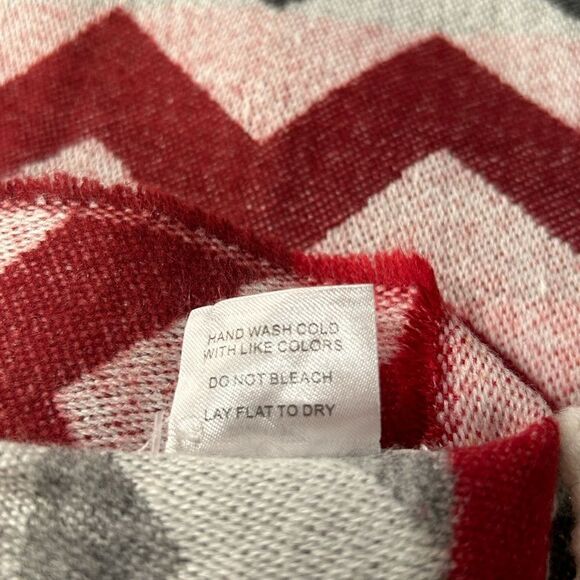 HAND WASH COLD
WITH LIKE COLORS
DO NOT BLEACH
LAY FLAT TO DRY